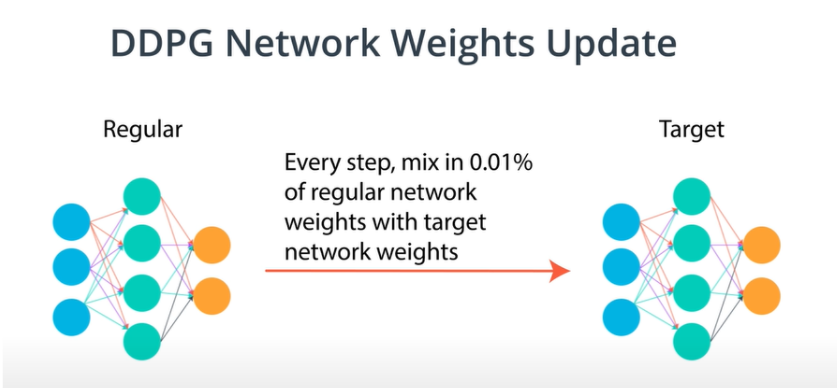 DDPG Network Weights Update
Regular
Target
Every step, mix in 0.01%
of regular network
weights with target
network weights